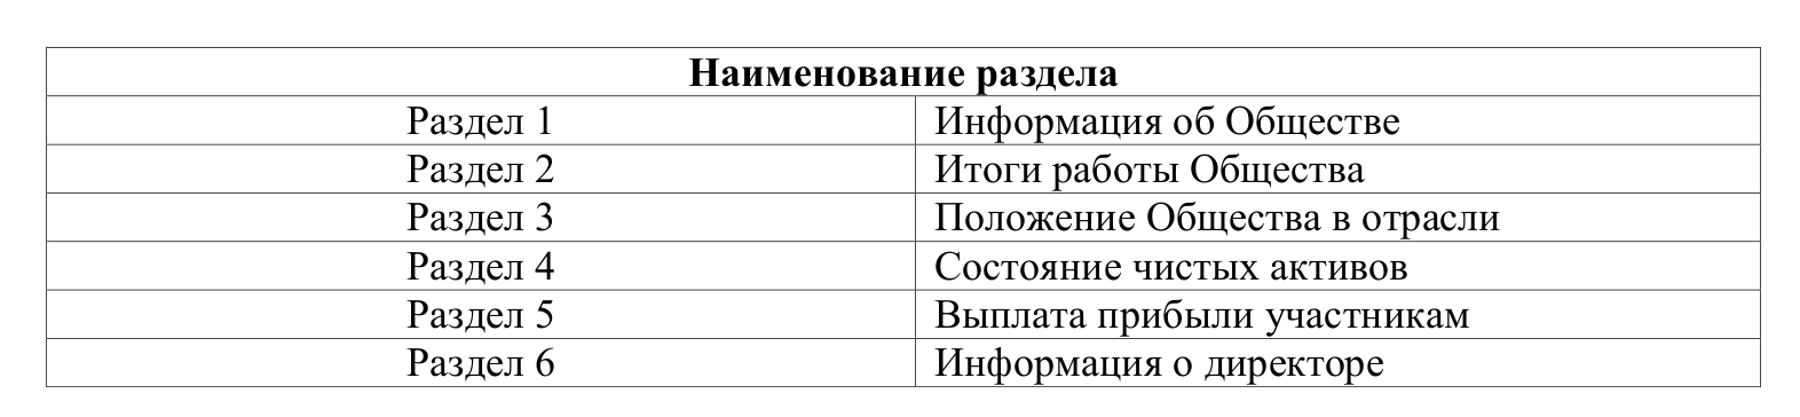 Наименование раздела
Раздел 1 Информация об Обществе
Раздел 2 Итоги работы Общества
Раздел 3 Положение Общества в отрасли
Раздел 4 Состояние чистых активов
Раздел 5 Выплата прибыли участникам
Раздел 6 Информация о директоре